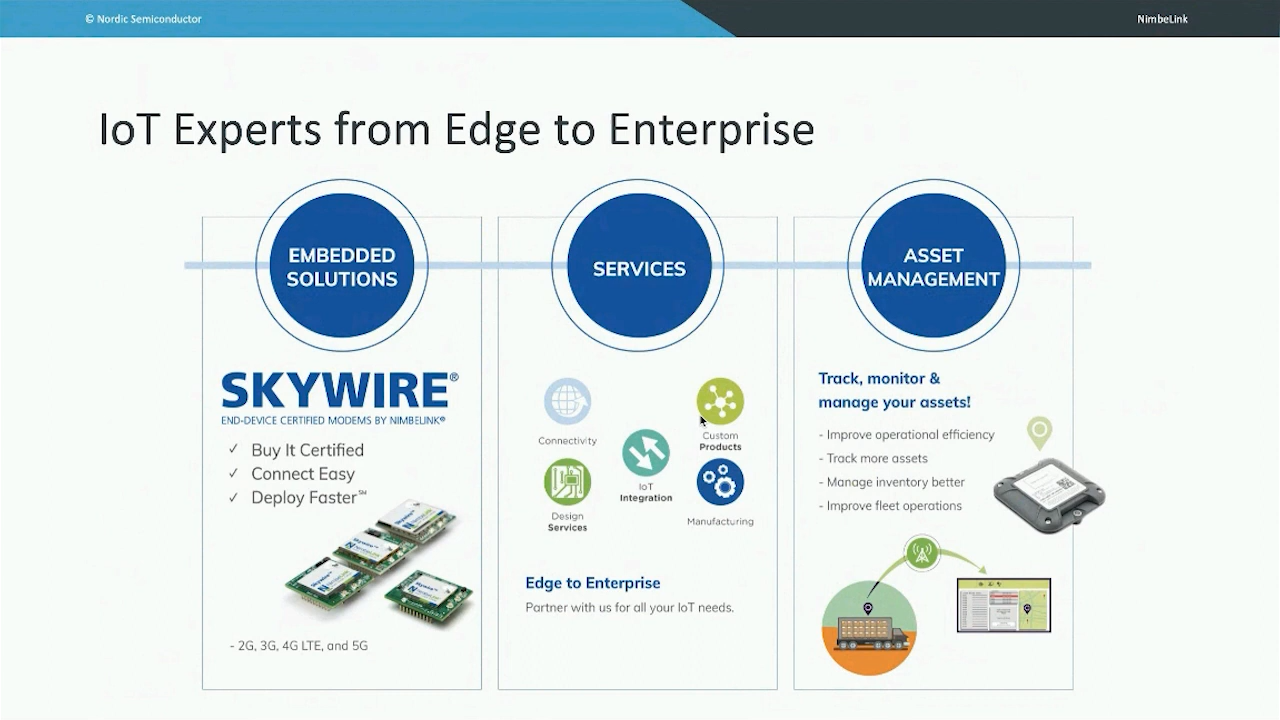 © Nordic Semiconductor
NimbeLink
IoT Experts from Edge to Enterprise
EMBEDDED
SOLUTIONS
SKYWIRE®
END-DEVICE CERTIFIED MODEMS BY NIMBELINK®
✓ Buy It Certified
✓ Connect Easy
✓ Deploy Faster℠
Skywire™
Skywire™
Skywire™
- 2G, 3G, 4G LTE, and 5G
SERVICES
Connectivity
Custom
Products
IoT
Integration
Design
Services
Manufacturing
Edge to Enterprise
Partner with us for all your IoT needs.
ASSET
MANAGEMENT
Track, monitor &
manage your assets!
- Improve operational efficiency
- Track more assets
- Manage inventory better
- Improve fleet operations